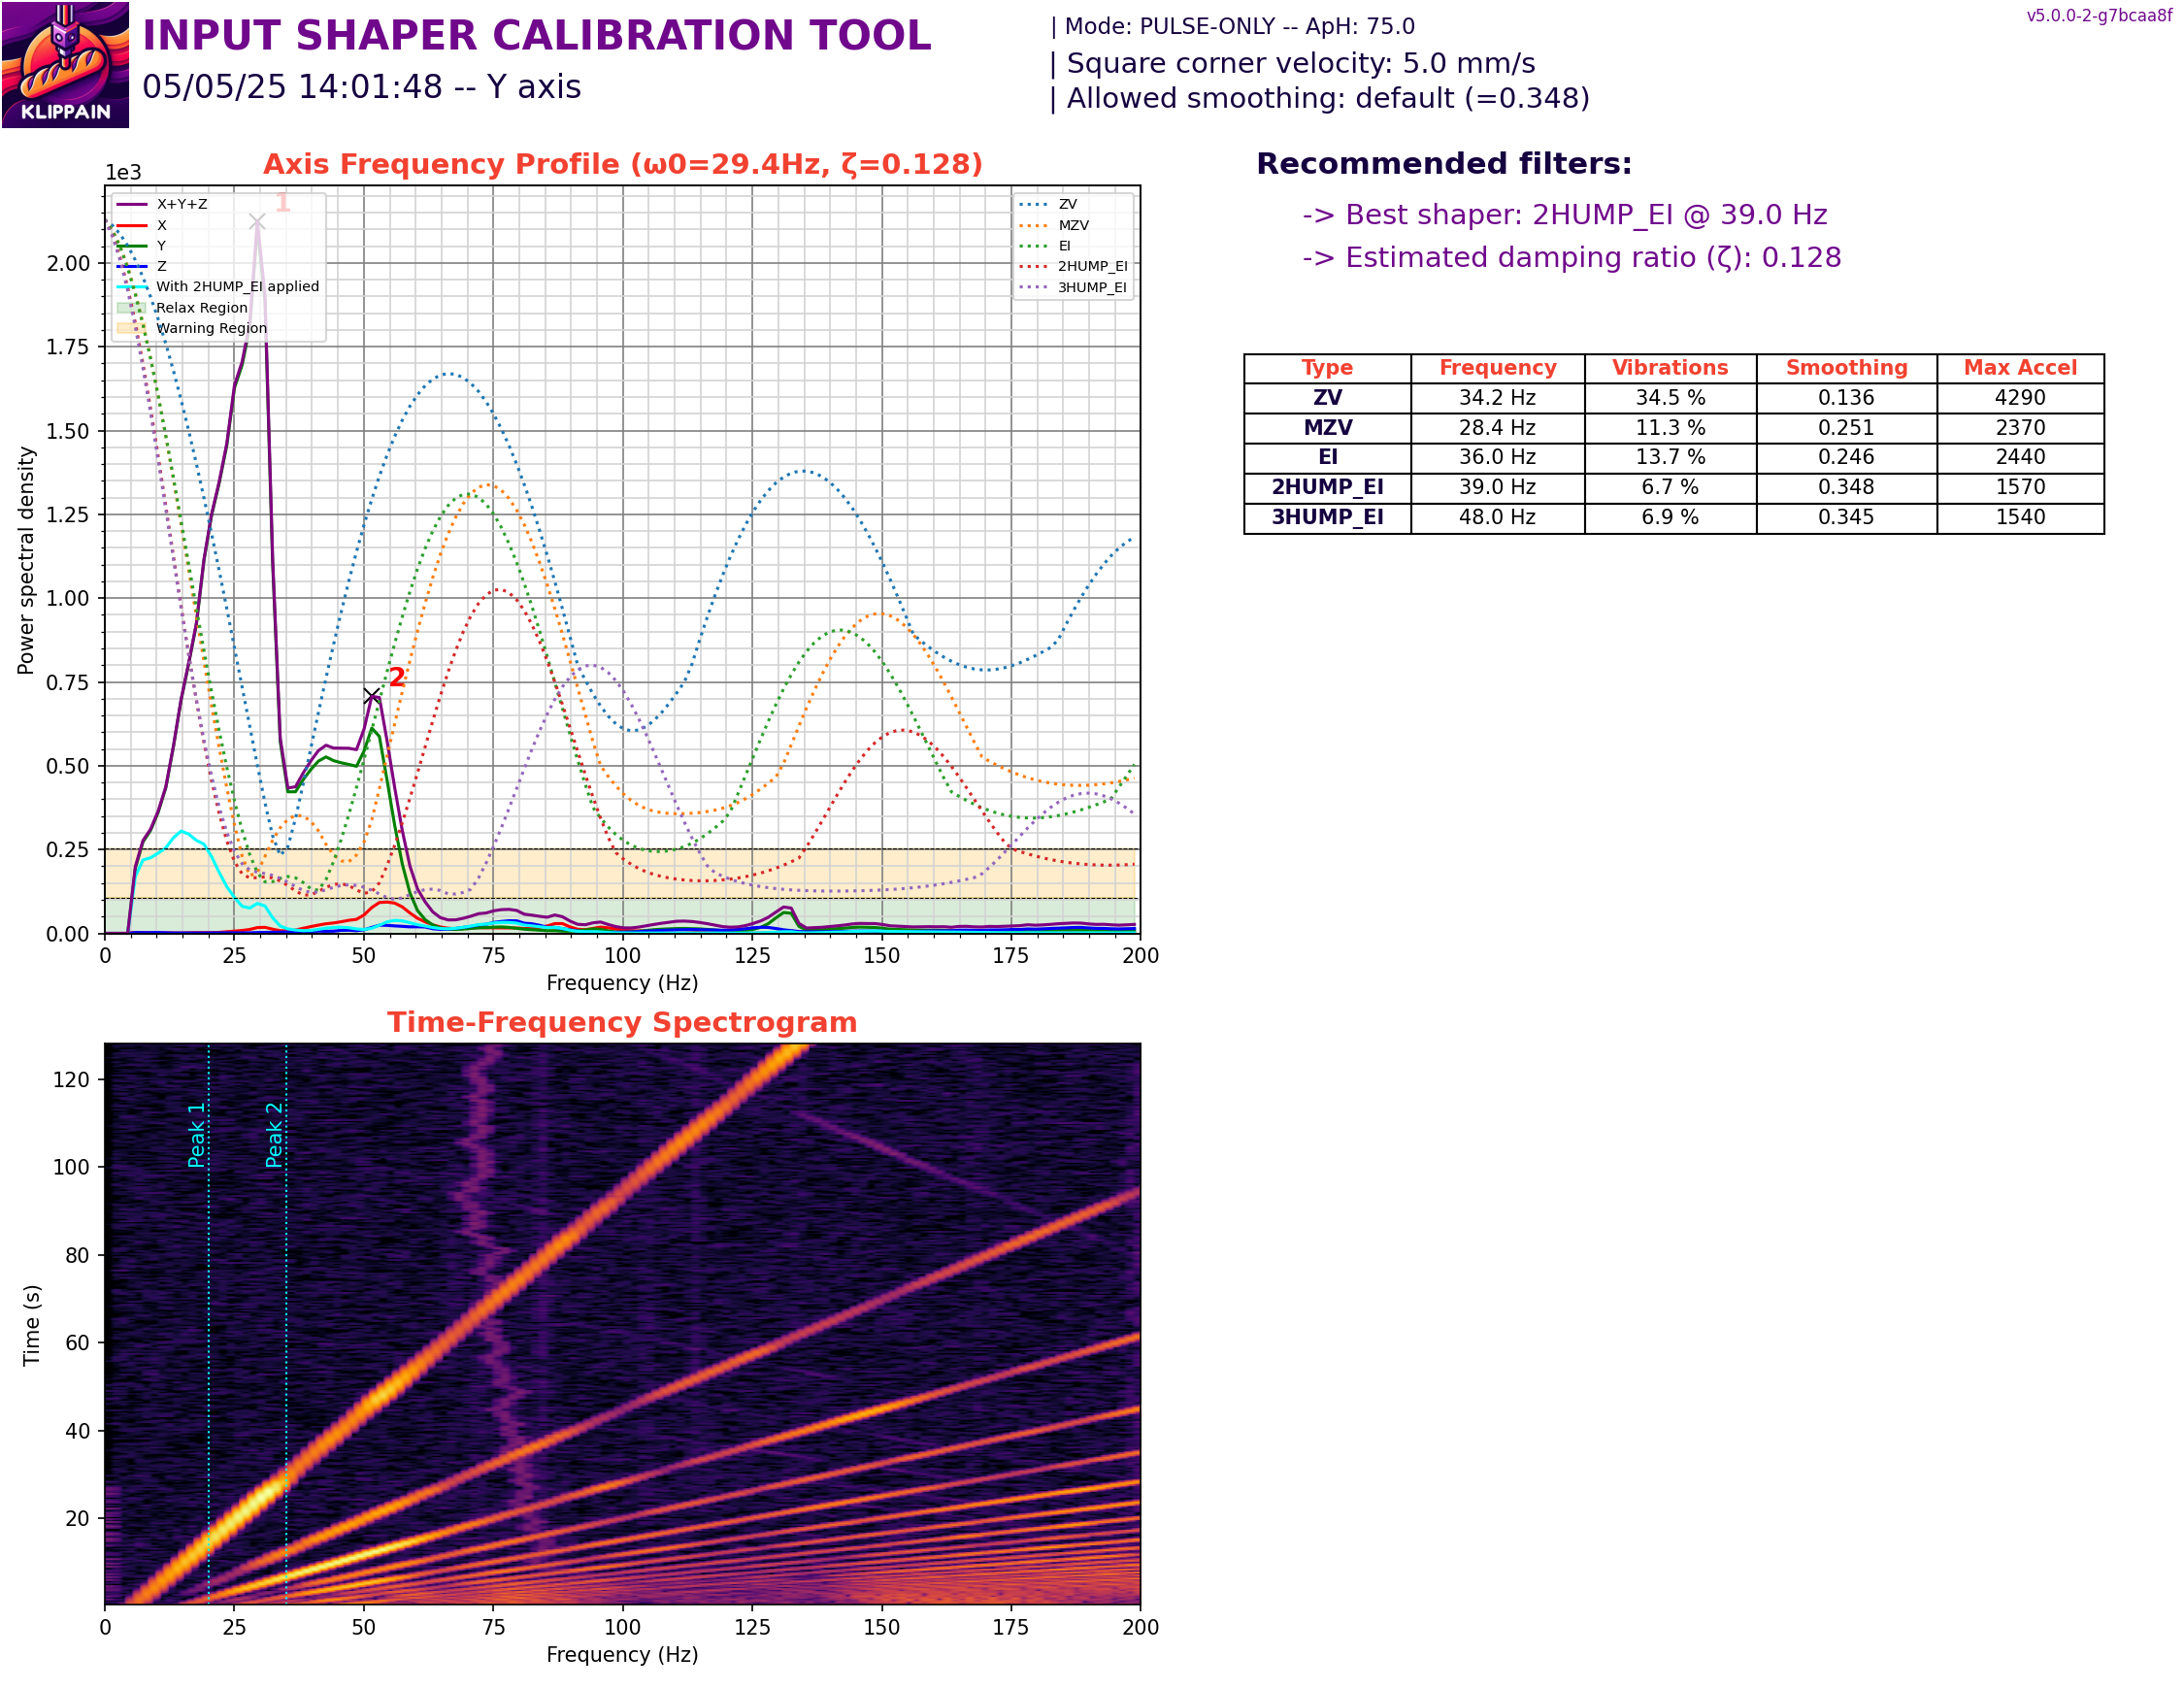 INPUT SHAPER CALIBRATION TOOL
05/05/25 14:01:48 -- Y axis
KLIPPAIN
| Mode: PULSE-ONLY -- ApH: 75.0
| Square corner velocity: 5.0 mm/s
| Allowed smoothing: default (=0.348)
v5.0.0-2-g7bcaa8f
Axis Frequency Profile (ω0=29.4Hz, ζ=0.128)
1e3
X+Y+Z
X
Y
Z
With 2HUMP_EI applied
Relax Region
Warning Region
1
2
ZV
MZV
EI
2HUMP_EI
3HUMP_EI
Power spectral density
2.00
1.75
1.50
1.25
1.00
0.75
0.50
0.25
0.00
0 25 50 75 100 125 150 175 200
Frequency (Hz)
Recommended filters:
-> Best shaper: 2HUMP_EI @ 39.0 Hz
-> Estimated damping ratio (ζ): 0.128
Type Frequency Vibrations Smoothing Max Accel
ZV 34.2 Hz 34.5 % 0.136 4290
MZV 28.4 Hz 11.3 % 0.251 2370
EI 36.0 Hz 13.7 % 0.246 2440
2HUMP_EI 39.0 Hz 6.7 % 0.348 1570
3HUMP_EI 48.0 Hz 6.9 % 0.345 1540
Time-Frequency Spectrogram
Peak 1
Peak 2
Time (s)
120
100
80
60
40
20
0 25 50 75 100 125 150 175 200
Frequency (Hz)